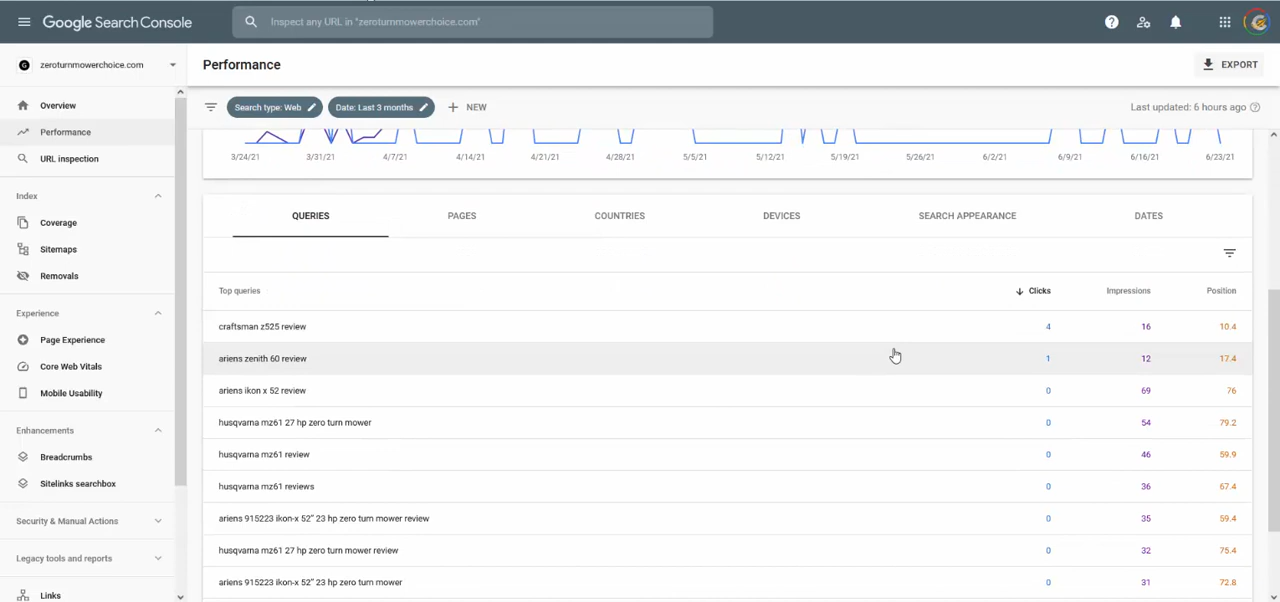 Google Search Console
Inspect any URL in "zeroturnmowerchoice.com"
G zeroturnmowerchoice.com
Performance
EXPORT
Overview
Performance
URL inspection
Index
Coverage
Sitemaps
Removals
Experience
Page Experience
Core Web Vitals
Mobile Usability
Enhancements
Breadcrumbs
Sitelinks searchbox
Security & Manual Actions
Legacy tools and reports
Links
Search type: Web
Date: Last 3 months
NEW
Last updated: 6 hours ago
3/24/21 3/31/21 4/7/21 4/14/21 4/21/21 4/28/21 5/5/21 5/12/21 5/19/21 5/26/21 6/2/21 6/9/21 6/16/21 6/23/21
QUERIES PAGES COUNTRIES DEVICES SEARCH APPEARANCE DATES
Top queries Clicks Impressions Position
craftsman z525 review 4 16 10.4
ariens zenith 60 review 1 12 17.4
ariens ikon x 52 review 0 69 76
husqvarna mz61 27 hp zero turn mower 0 54 79.2
husqvarna mz61 review 0 46 59.9
husqvarna mz61 reviews 0 36 67.4
ariens 915223 ikon-x 52" 23 hp zero turn mower review 0 35 59.4
husqvarna mz61 27 hp zero turn mower review 0 32 75.4
ariens 915223 ikon-x 52" 23 hp zero turn mower 0 31 72.8